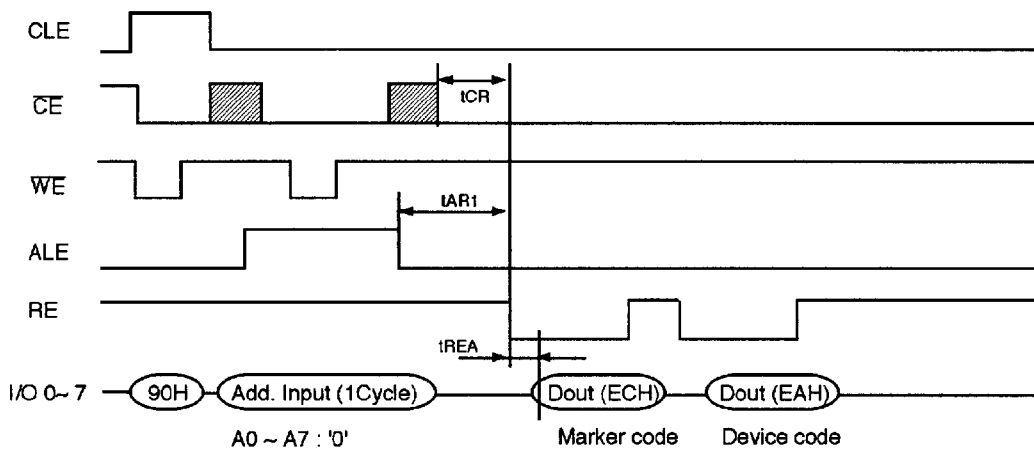 CLE
CE
tCR
WE
tAR1
ALE
RE
tREA
I/O 0~ 7
90H
Add. Input (1Cycle)
Dout (ECH)
Dout (EAH)
A0 ~ A7 : '0'
Marker code
Device code